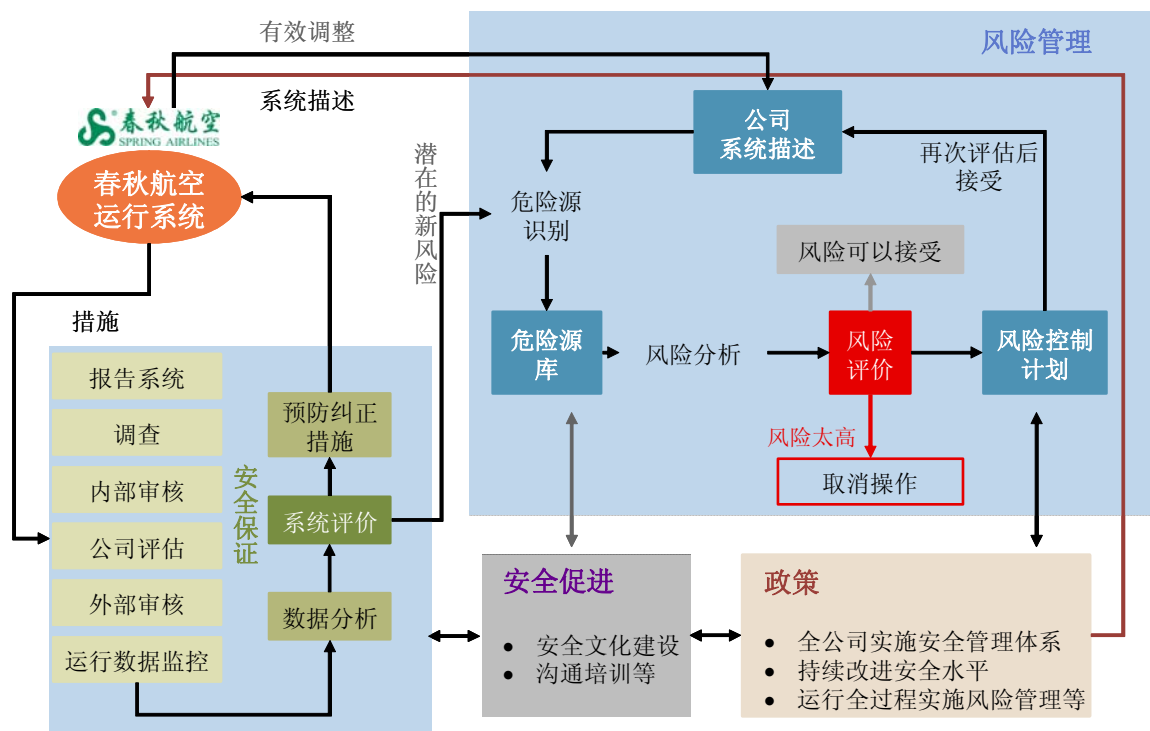 有效调整
风险管理
系统描述
春秋航空
SPRING AIRLINES
春秋航空
运行系统
公司
系统描述
再次评估后
接受
潜在的新风险
危险源
识别
风险可以接受
措施
危险源
库
风险分析
风险
评价
风险控制
计划
风险太高
取消操作
报告系统
调查
内部审核
公司评估
外部审核
运行数据监控
安全保证
预防纠正
措施
系统评价
数据分析
安全促进
• 安全文化建设
• 沟通培训等
政策
• 全公司实施安全管理体系
• 持续改进安全水平
• 运行全过程实施风险管理等